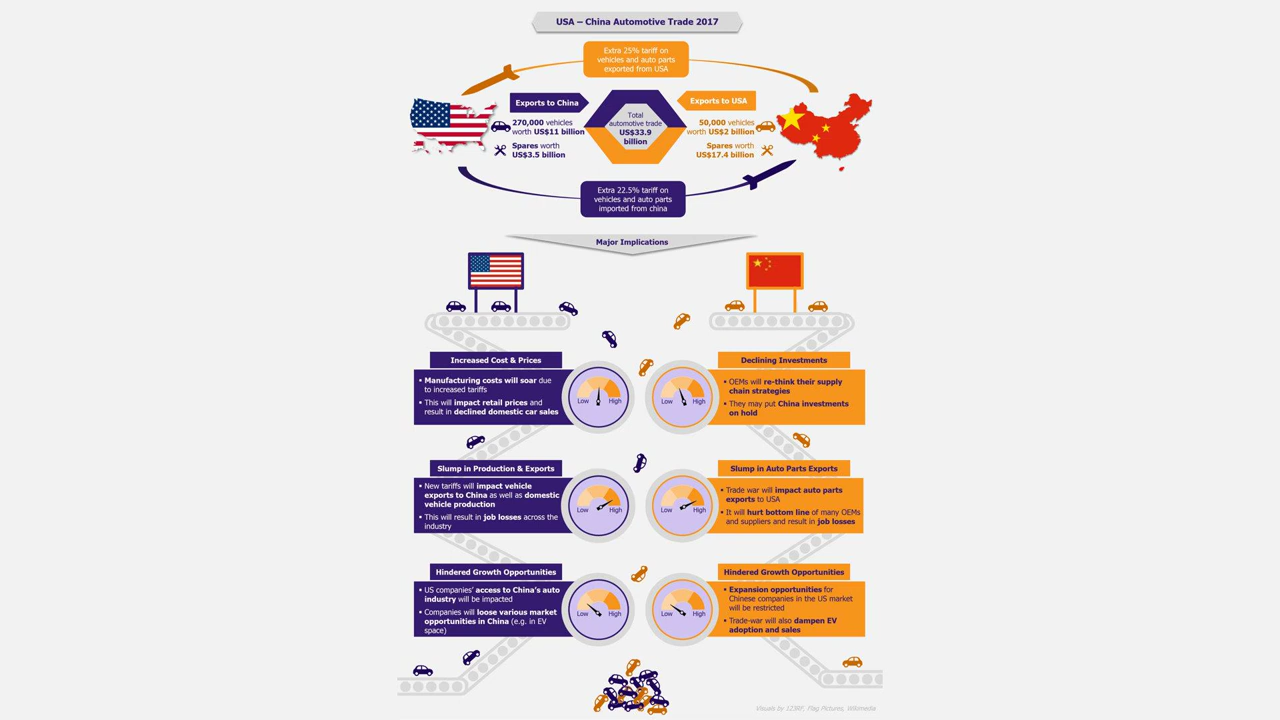 USA – China Automotive Trade 2017
Extra 25% tariff on
vehicles and auto parts
exported from USA
Exports to China
270,000 vehicles
worth US$11 billion
Spares worth
US$3.5 billion
Total
automotive trade
US$33.9
billion
Exports to USA
50,000 vehicles
worth US$2 billion
Spares worth
US$17.4 billion
Extra 22.5% tariff on
vehicles and auto parts
imported from china
Major Implications
Increased Cost & Prices
• Manufacturing costs will soar due
to increased tariffs
• This will impact retail prices and
result in declined domestic car sales
Low High
Declining Investments
• OEMs will re-think their supply
chain strategies
• They may put China investments
on hold
Low High
Slump in Production & Exports
• New tariffs will impact vehicle
exports to China as well as domestic
vehicle production
• This will result in job losses across the
industry
Low High
Slump in Auto Parts Exports
• Trade war will impact auto parts
exports to USA
• It will hurt bottom line of many OEMs
and suppliers and result in job losses
Low High
Hindered Growth Opportunities
• US companies' access to China's auto
industry will be impacted
• Companies will loose various market
opportunities in China (e.g. in EV
space)
Low High
Hindered Growth Opportunities
• Expansion opportunities for
Chinese companies in the US market
will be restricted
• Trade-war will also dampen EV
adoption and sales
Low High
Visuals by 123RF, Flag Pictures, Wikimedia